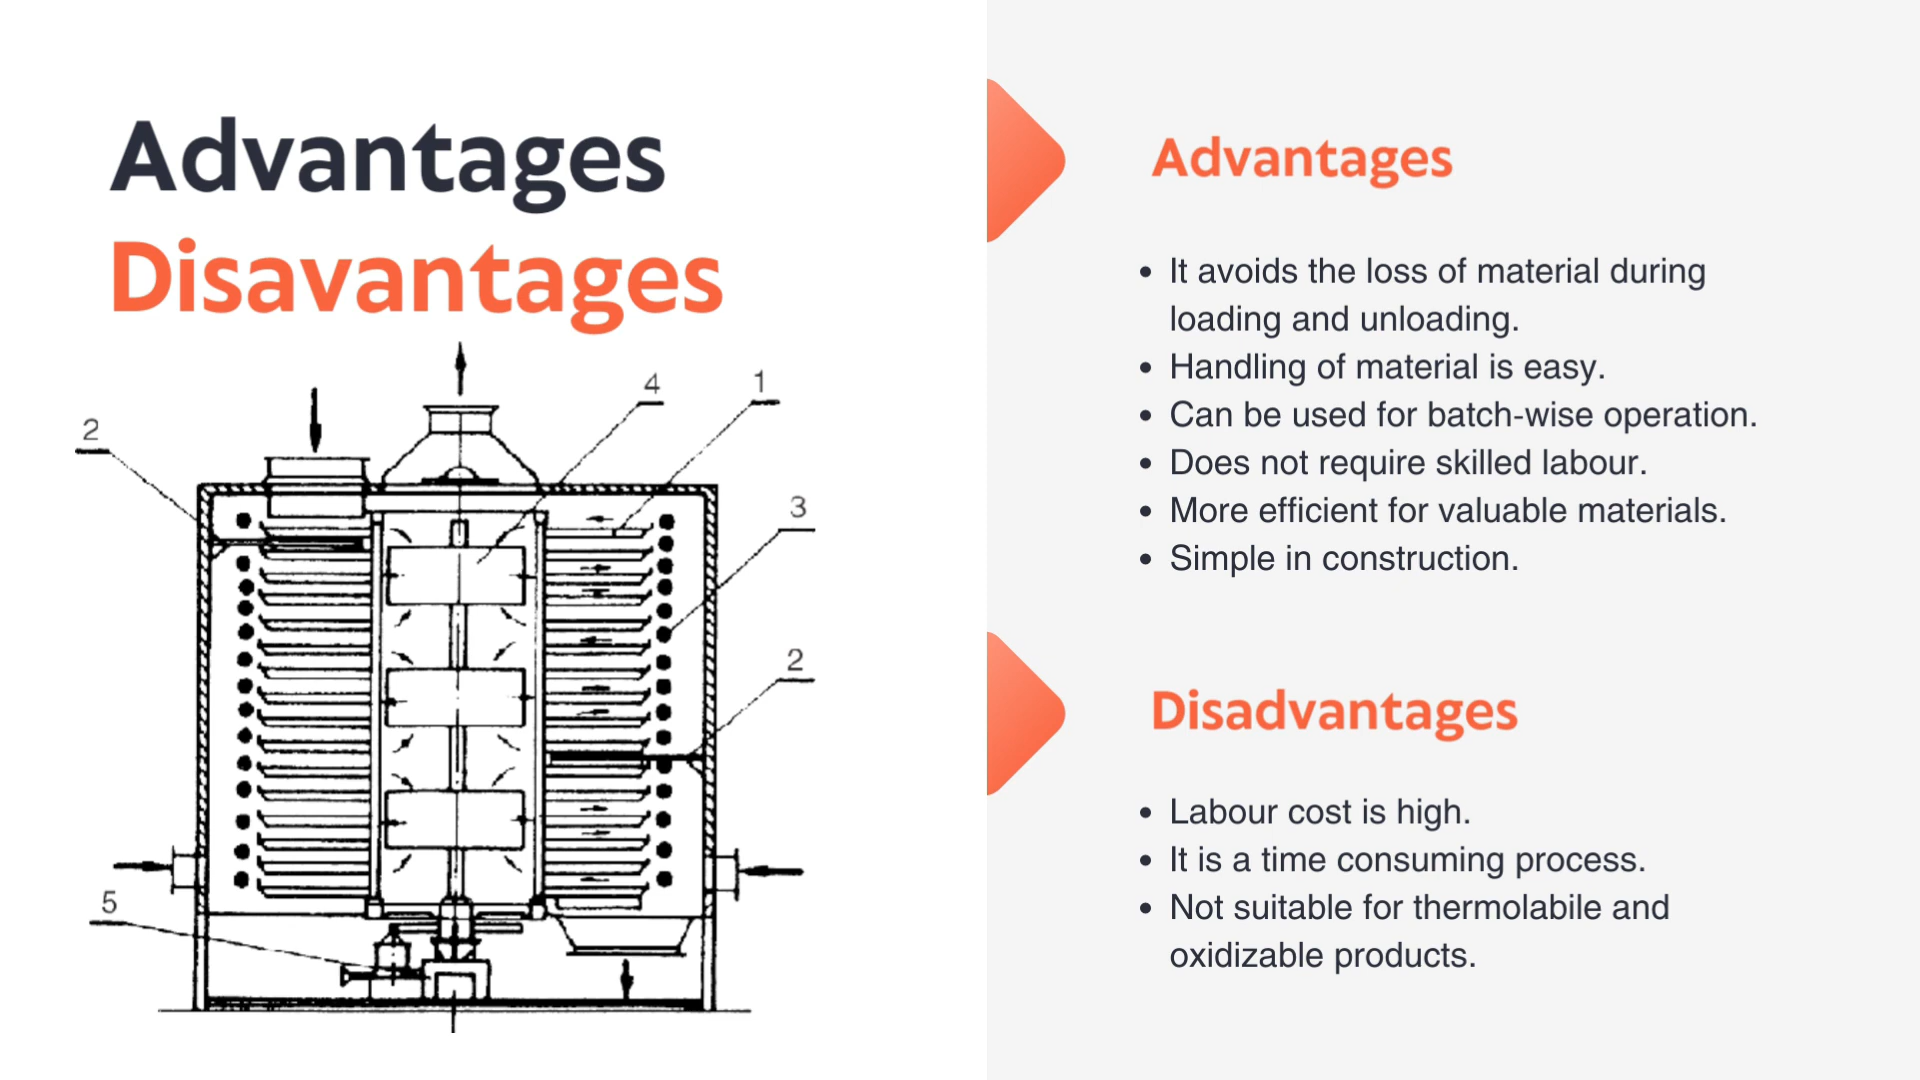 Advantages
Disavantages
2
4
1
3
2
5
Advantages
• It avoids the loss of material during
loading and unloading.
• Handling of material is easy.
• Can be used for batch-wise operation.
• Does not require skilled labour.
• More efficient for valuable materials.
• Simple in construction.
Disadvantages
• Labour cost is high.
• It is a time consuming process.
• Not suitable for thermolabile and
oxidizable products.